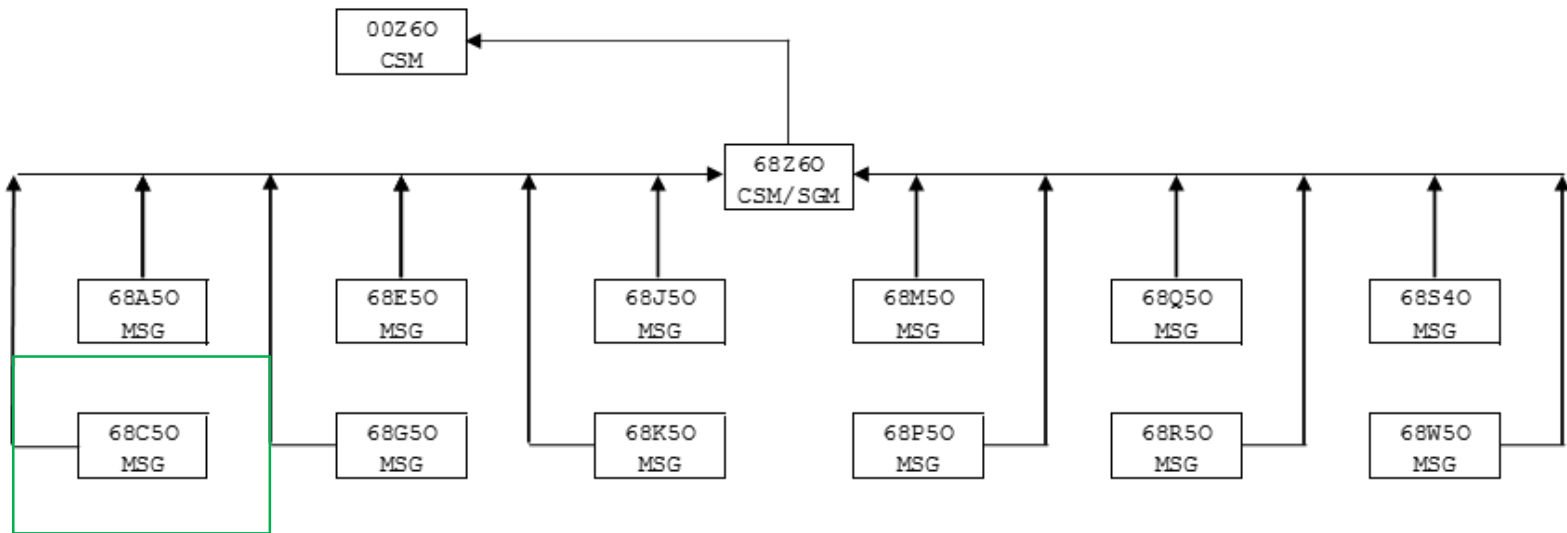 00Z6O
CSM
68Z6O
CSM/SGM
68A5O
MSG
68E5O
MSG
68J5O
MSG
68M5O
MSG
68Q5O
MSG
68S4O
MSG
68C5O
MSG
68G5O
MSG
68K5O
MSG
68P5O
MSG
68R5O
MSG
68W5O
MSG